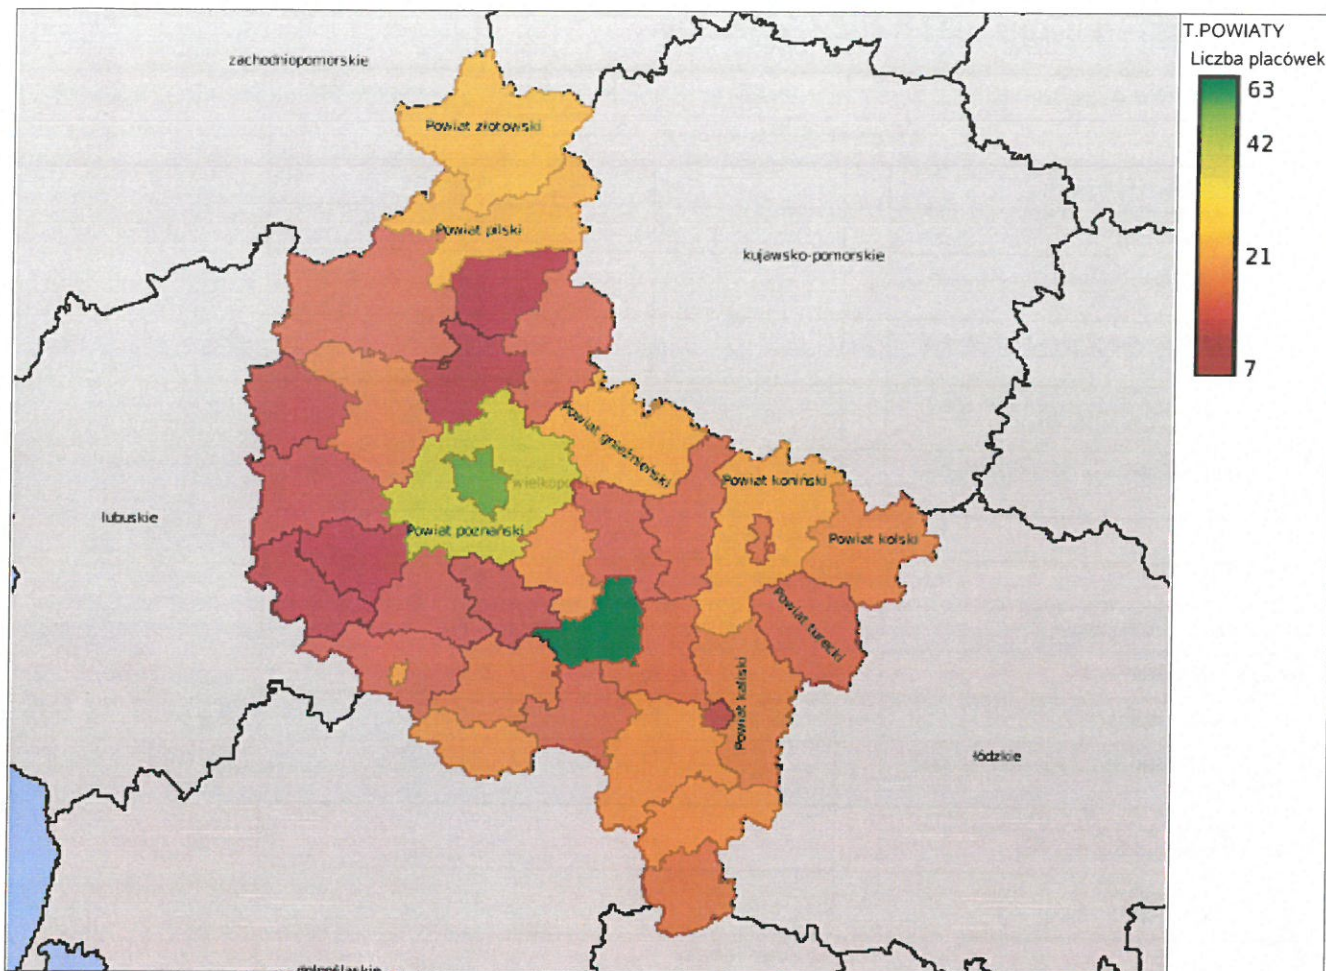 T.POWIATY
Liczba placówek
63
42
21
7
zachodniopomorskie
Powiat złotowski
Powiat pilski
kujawsko-pomorskie
Powiat gnieźnieński
Powiat koniński
lubuskie
Powiat poznański
Powiat kolski
Powiat turecki
Powiat kaliski
łódzkie
dolnośląskie